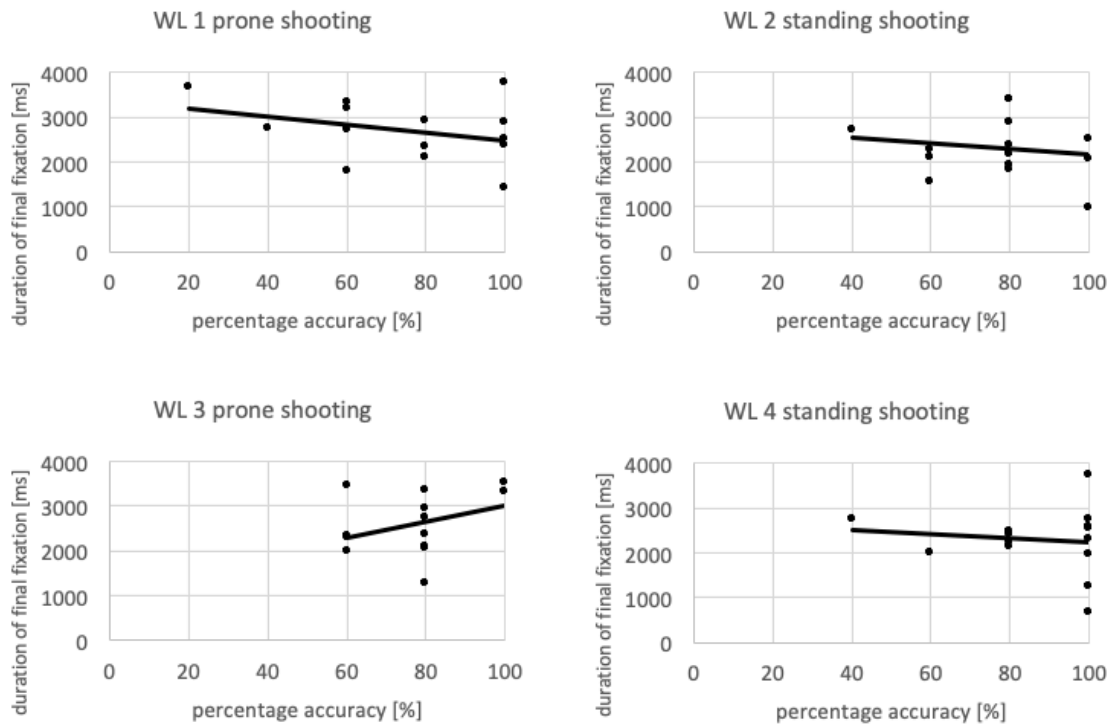 WL 1 prone shooting
duration of final fixation [ms]
4000
3000
2000
1000
0
0 20 40 60 80 100
percentage accuracy [%]
WL 2 standing shooting
duration of final fixation [ms]
4000
3000
2000
1000
0
0 20 40 60 80 100
percentage accuracy [%]
WL 3 prone shooting
duration of final fixation [ms]
4000
3000
2000
1000
0
0 20 40 60 80 100
percentage accuracy [%]
WL 4 standing shooting
duration of final fixation [ms]
4000
3000
2000
1000
0
0 20 40 60 80 100
percentage accuracy [%]